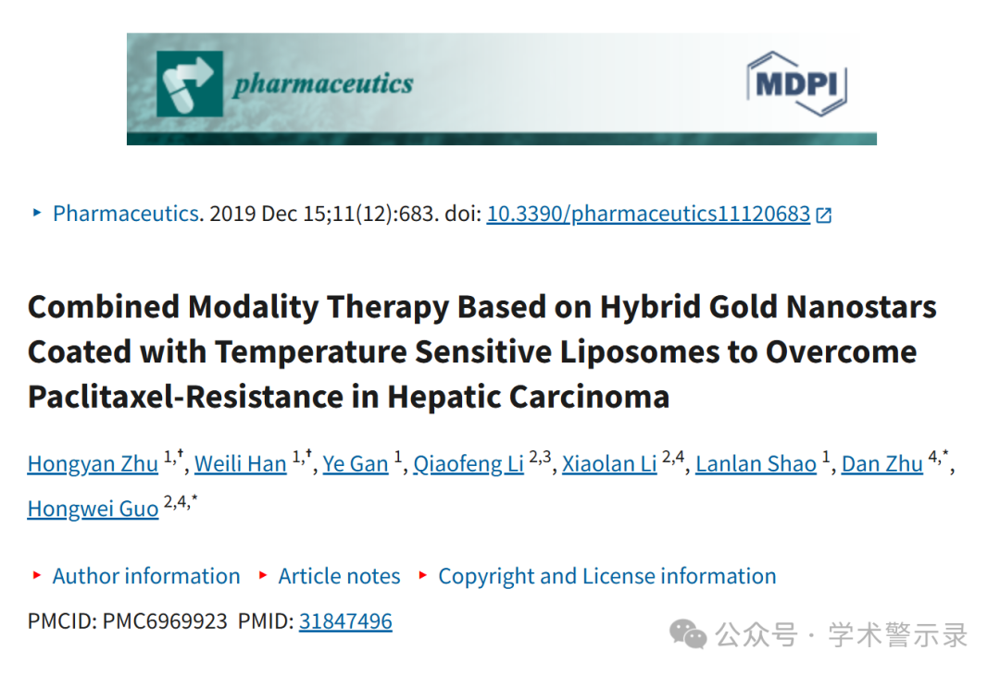 pharmaceutics
MDPI
Pharmaceutics. 2019 Dec 15;11(12):683. doi: 10.3390/pharmaceutics11120683
Combined Modality Therapy Based on Hybrid Gold Nanostars
Coated with Temperature Sensitive Liposomes to Overcome
Paclitaxel-Resistance in Hepatic Carcinoma
Hongyan Zhu 1,†, Weili Han 1,†, Ye Gan 1, Qiaofeng Li 2,3, Xiaolan Li 2,4, Lanlan Shao 1, Dan Zhu 4,*,
Hongwei Guo 2,4,*
Author information Article notes Copyright and License information
PMCID: PMC6969923 PMID: 31847496
公众号 · 学术警示录